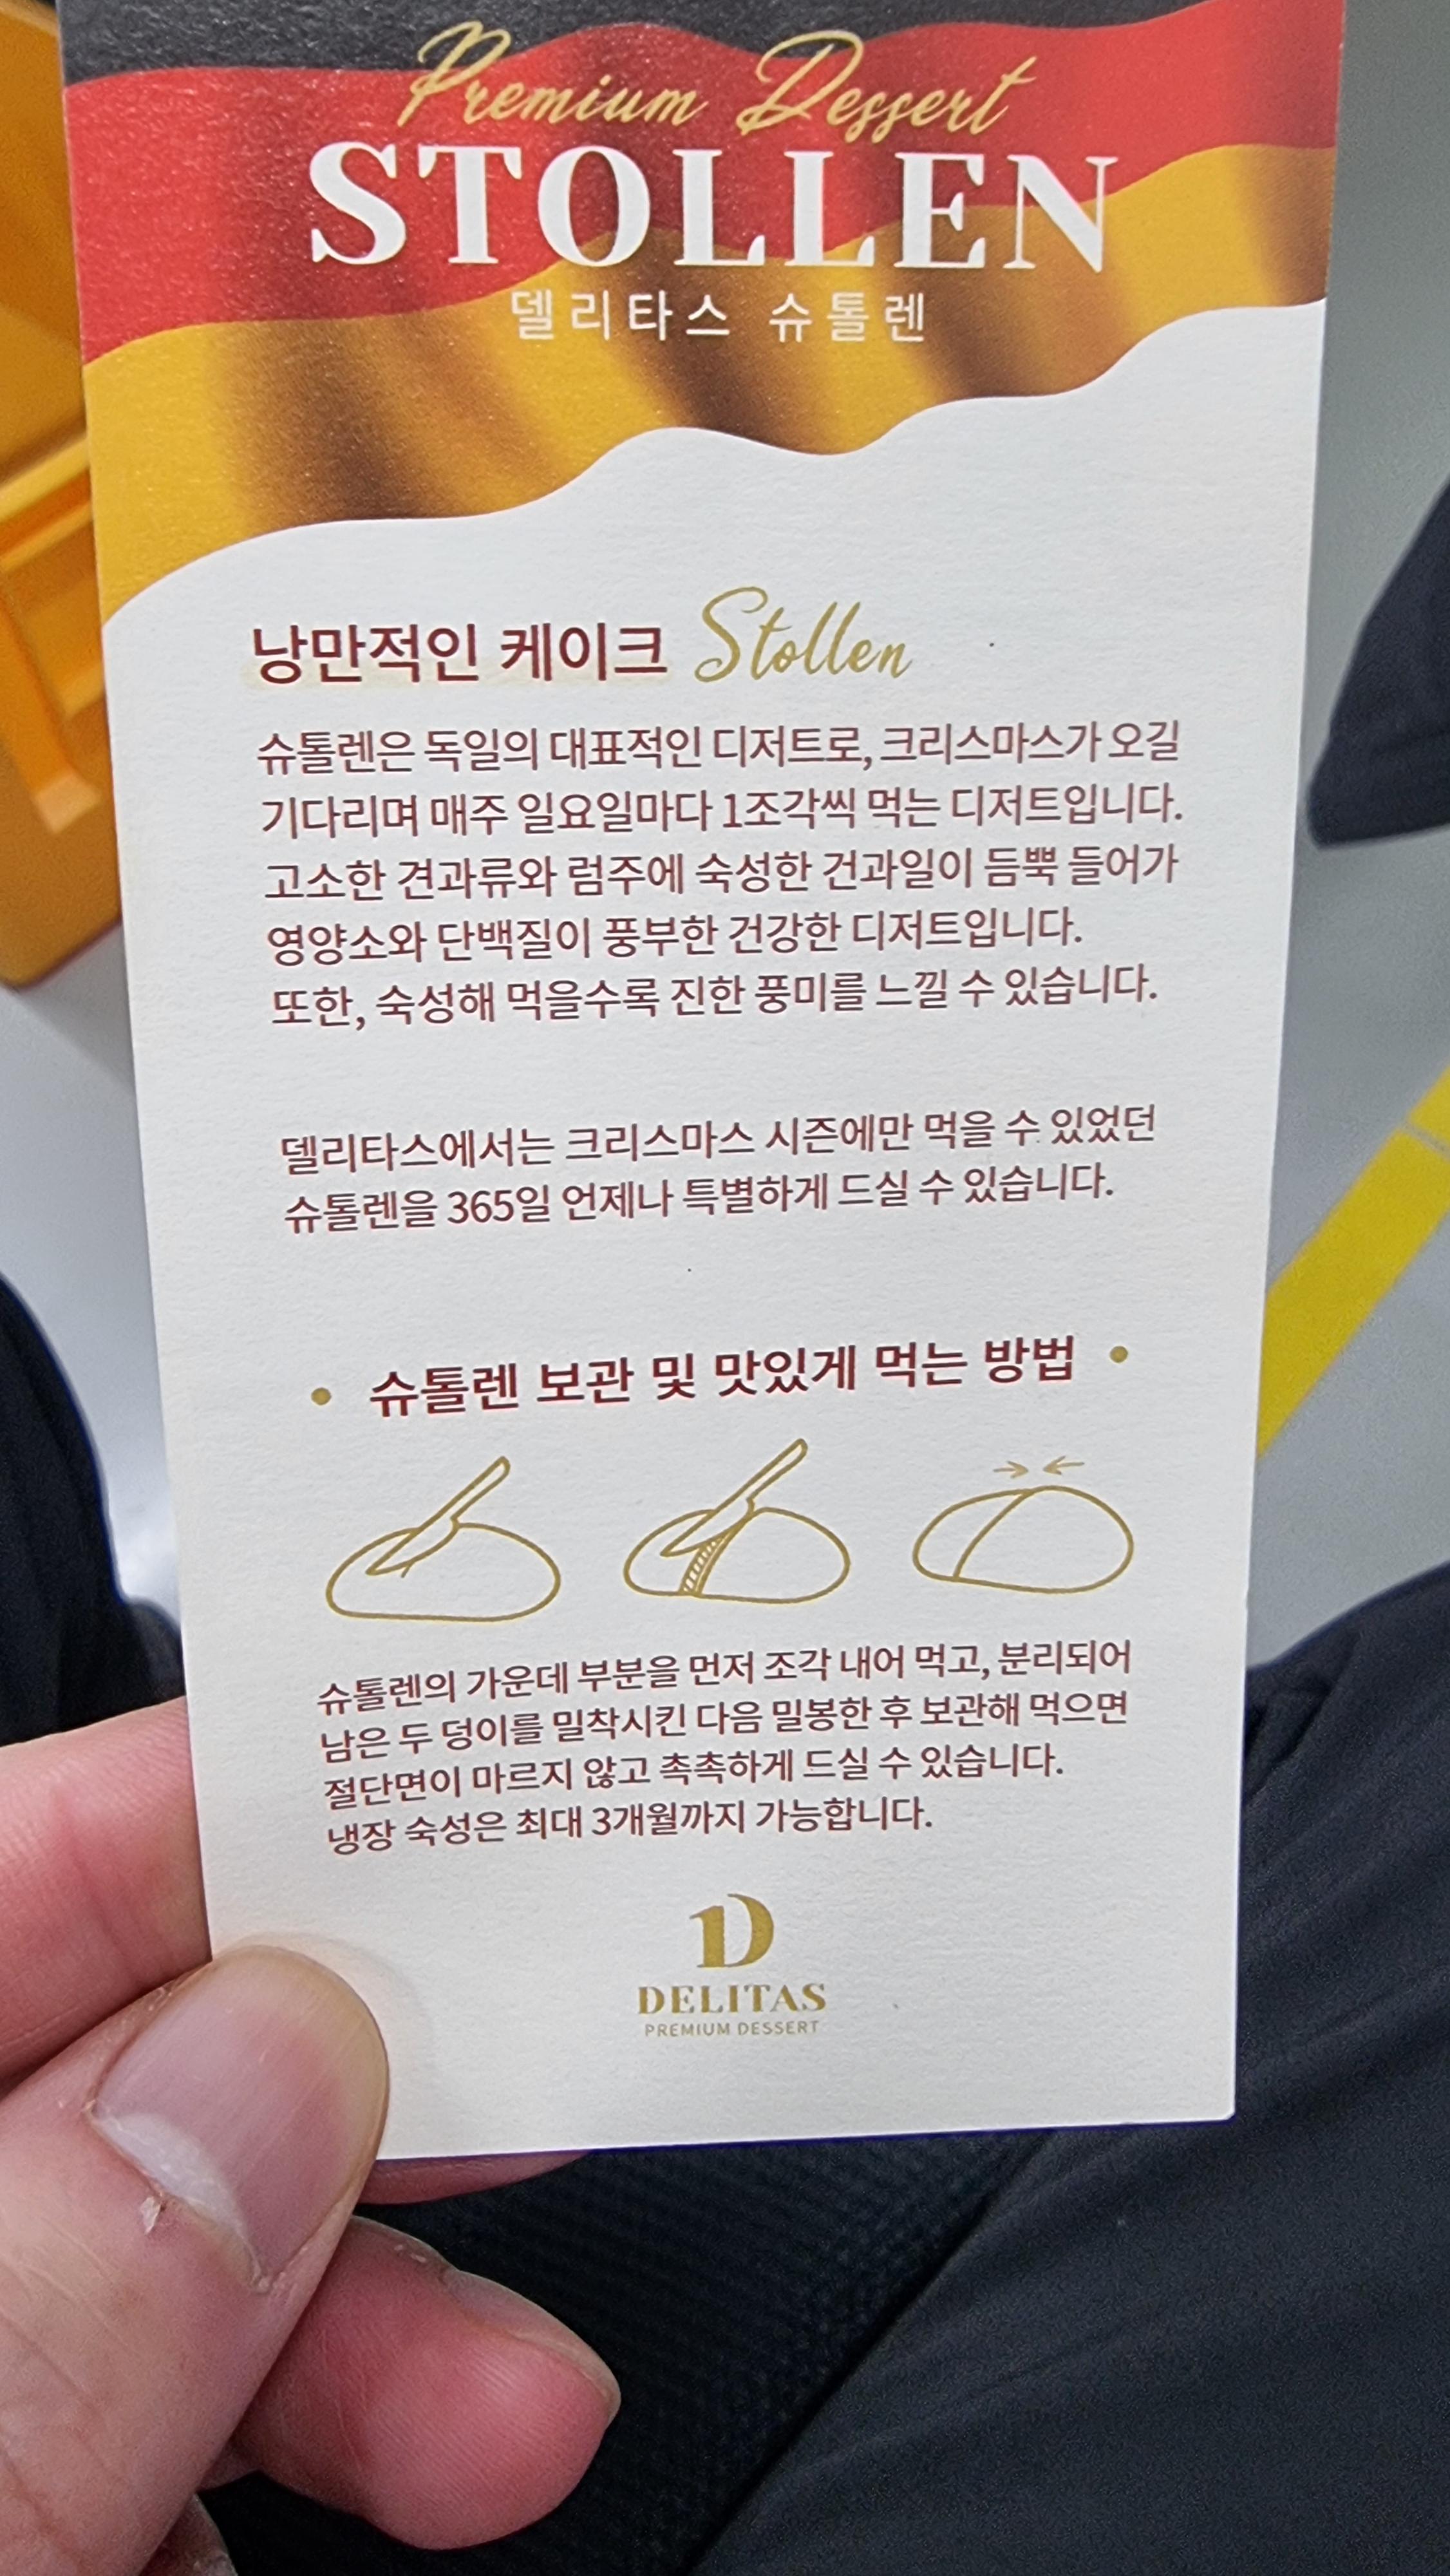 Premium Dessert
STOLLEN
델리타스 슈톨렌
낭만적인 케이크 Stollen
슈톨렌은 독일의 대표적인 디저트로, 크리스마스가 오길
기다리며 매주 일요일마다 1조각씩 먹는 디저트입니다.
고소한 견과류와 럼주에 숙성한 건과일이 듬뿍 들어가
영양소와 단백질이 풍부한 건강한 디저트입니다.
또한, 숙성해 먹을수록 진한 풍미를 느낄 수 있습니다.
델리타스에서는 크리스마스 시즌에만 먹을 수 있었던
슈톨렌을 365일 언제나 특별하게 드실 수 있습니다.
• 슈톨렌 보관 및 맛있게 먹는 방법 •
슈톨렌의 가운데 부분을 먼저 조각 내어 먹고, 분리되어
남은 두 덩이를 밀착시킨 다음 밀봉한 후 보관해 먹으면
절단면이 마르지 않고 촉촉하게 드실 수 있습니다.
냉장 숙성은 최대 3개월까지 가능합니다.
D
DELITAS
PREMIUM DESSERT